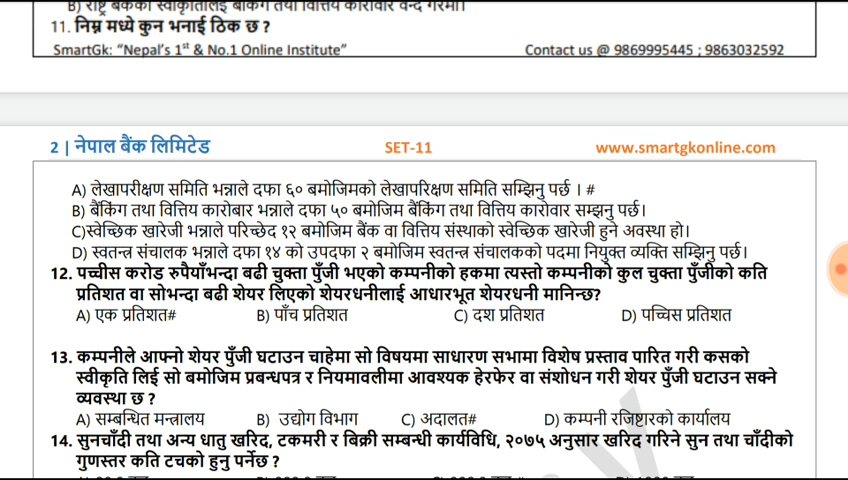 B) राष्ट्र बैंकको स्वीकृतीलिई बैंकिंग तथा वित्तिय कारोवार वन्द गरेमा
11. निम्न मध्ये कुन भनाई ठिक छ ?
SmartGk: “Nepal’s 1st & No.1 Online Institute”
Contact us @ 9869995445 ; 9863032592
2 | नेपाल बैंक लिमिटेड
SET-11
www.smartgkonline.com
A) लेखापरीक्षण समिति भन्नाले दफा ६० बमोजिमको लेखापरिक्षण समिति सम्झिनु पर्छ । #
B) बैंकिंग तथा वित्तिय कारोबार भन्नाले दफा ५० बमोजिम बैंकिंग तथा वित्तिय कारोवार सम्झनु पर्छ।
C)स्वेच्छिक खारेजी भन्नाले परिच्छेद १२ बमोजिम बैंक वा वित्तिय संस्थाको स्वेच्छिक खारेजी हुने अवस्था हो।
D) स्वतन्त्र संचालक भन्नाले दफा १४ को उपदफा २ बमोजिम स्वतन्त्र संचालकको पदमा नियुक्त व्यक्ति सम्झिनु पर्छ।
12. पच्चीस करोड रुपैयाँभन्दा बढी चुक्ता पुँजी भएको कम्पनीको हकमा त्यस्तो कम्पनीको कुल चुक्ता पुँजीको कति
प्रतिशत वा सोभन्दा बढी शेयर लिएको शेयरधनीलाई आधारभूत शेयरधनी मानिन्छ?
A) एक प्रतिशत# B) पाँच प्रतिशत C) दश प्रतिशत D) पच्चिस प्रतिशत
13. कम्पनीले आफ्नो शेयर पुँजी घटाउन चाहेमा सो विषयमा साधारण सभामा विशेष प्रस्ताव पारित गरी कसको
स्वीकृति लिई सो बमोजिम प्रबन्धपत्र र नियमावलीमा आवश्यक हेरफेर वा संशोधन गरी शेयर पुँजी घटाउन सक्ने
व्यवस्था छ ?
A) सम्बन्धित मन्त्रालय B) उद्योग विभाग C) अदालत# D) कम्पनी रजिष्टारको कार्यालय
14. सुनचाँदी तथा अन्य धातु खरिद, टकमरी र बिक्री सम्बन्धी कार्यविधि, २०७५ अनुसार खरिद गरिने सुन तथा चाँदीको
गुणस्तर कति टचको हुनु पर्नेछ ?